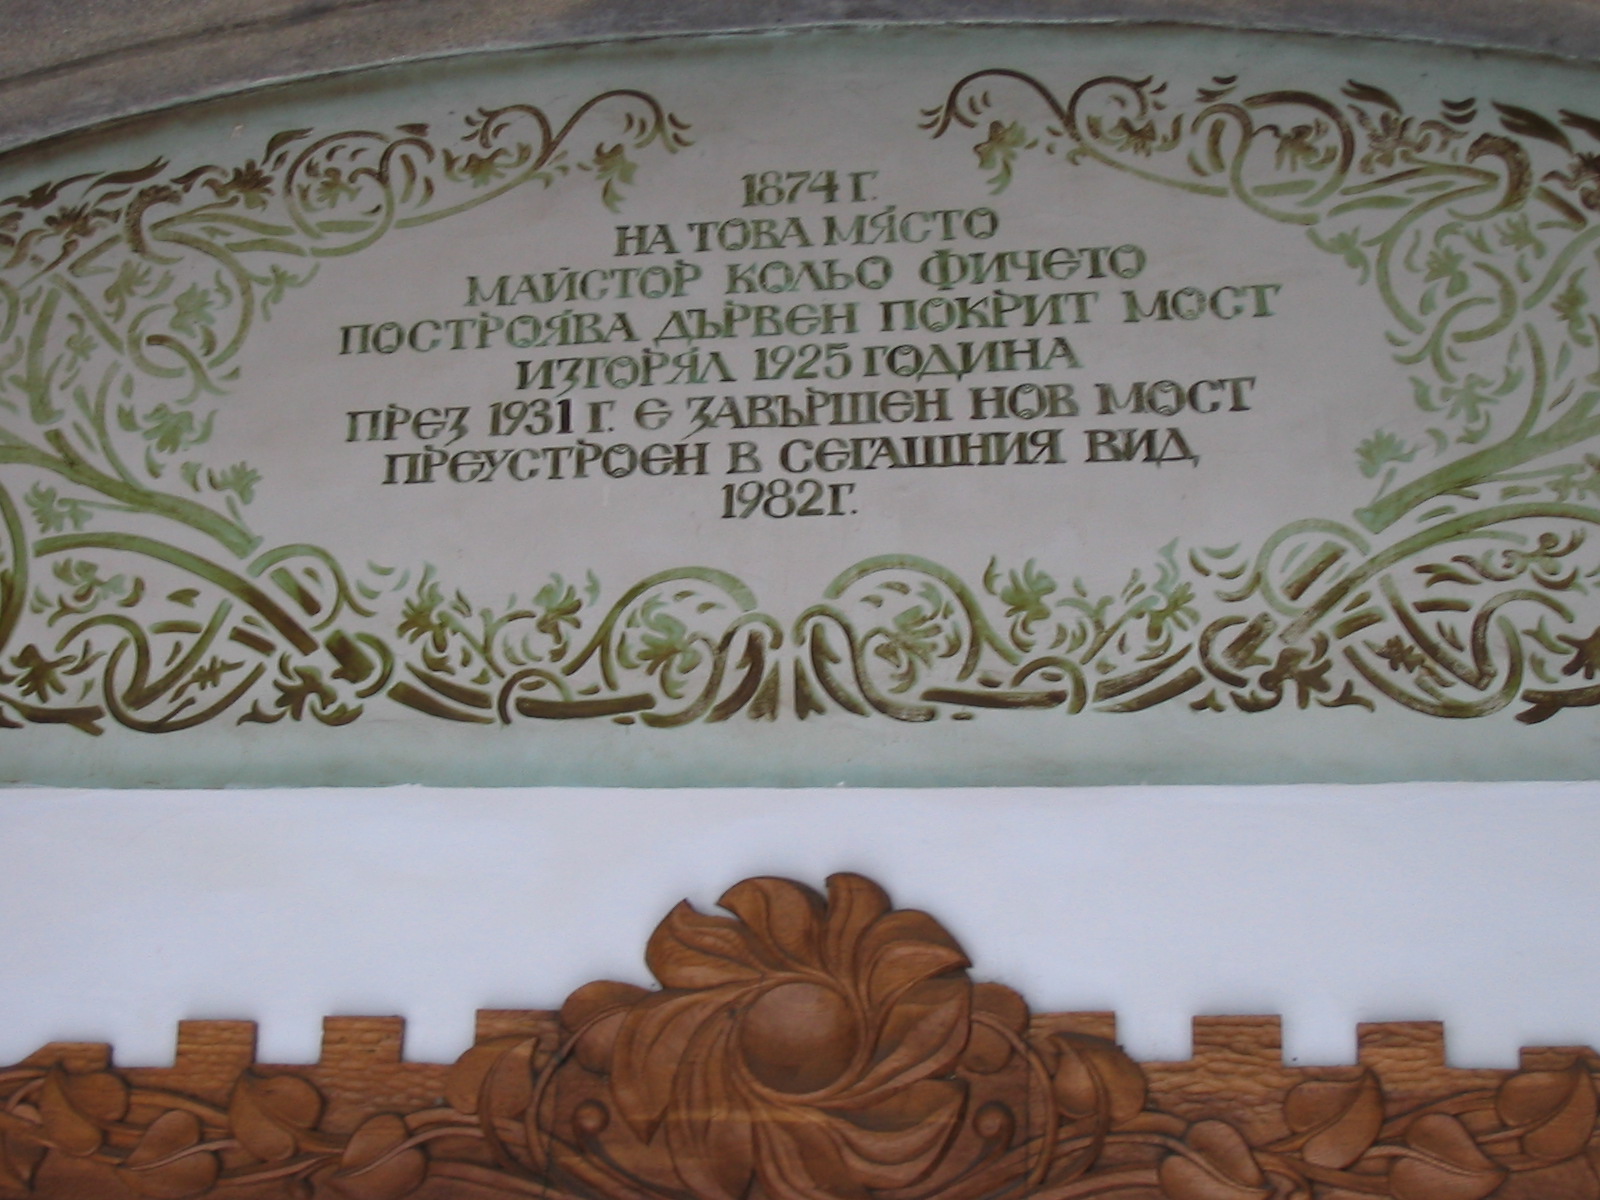 1874 Г.
НА ТОВА МЯСТО
МАЙСТОР КОЛЬО ФИЧЕТО
ПОСТРОЯВА ДЪРВЕН ПОКРИТ МОСТ
ИЗГОРЯЛ 1925 ГОДИНА
ПРЕЗ 1931 Г. Е ЗАВЪРШЕН НОВ МОСТ
ПРЕУСТРОЕН В СЕГАШНИЯ ВИД
1982Г.